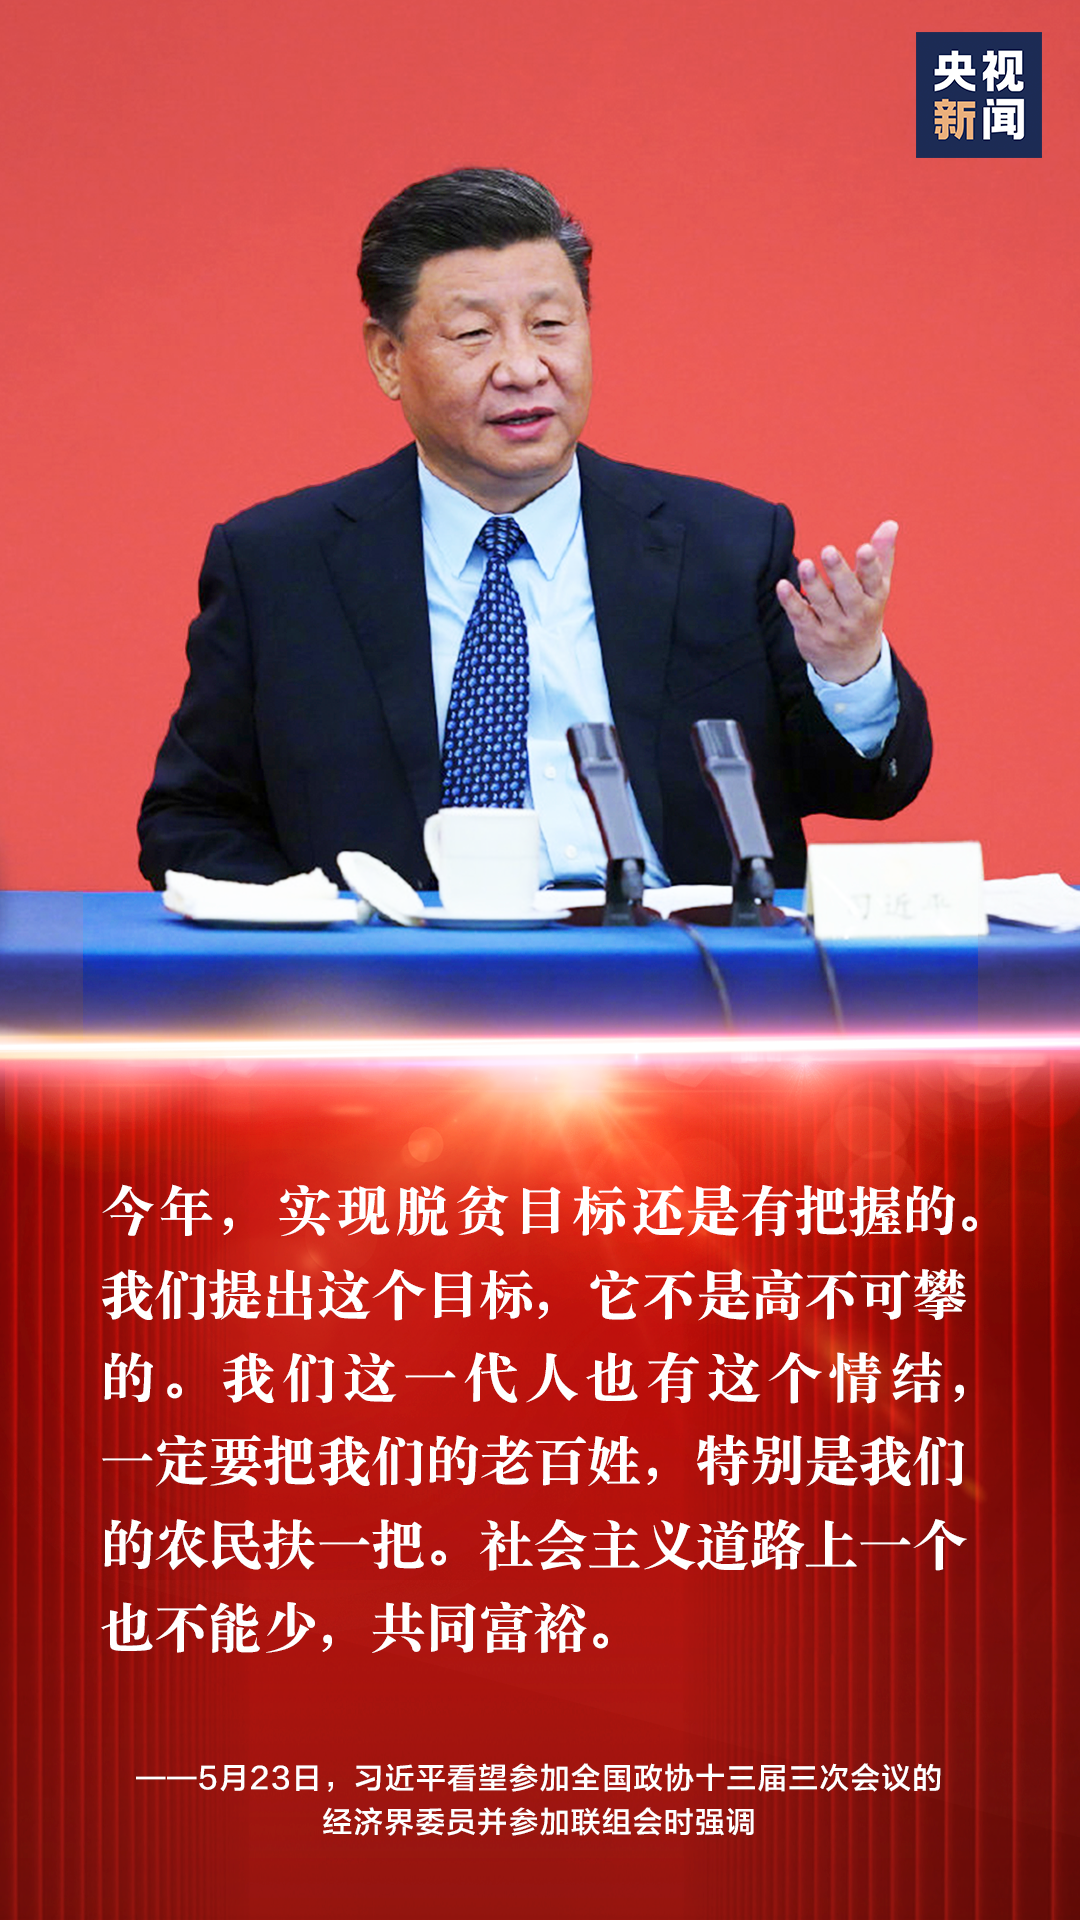 央视
新闻
习近平
今年，实现脱贫目标还是有把握的。
我们提出这个目标，它不是高不可攀
的。我们这一代人也有这个情结，
一定要把我们的老百姓，特别是我们
的农民扶一把。社会主义道路上一个
也不能少，共同富裕。
——5月23日，习近平看望参加全国政协十三届三次会议的
经济界委员并参加联组会时强调